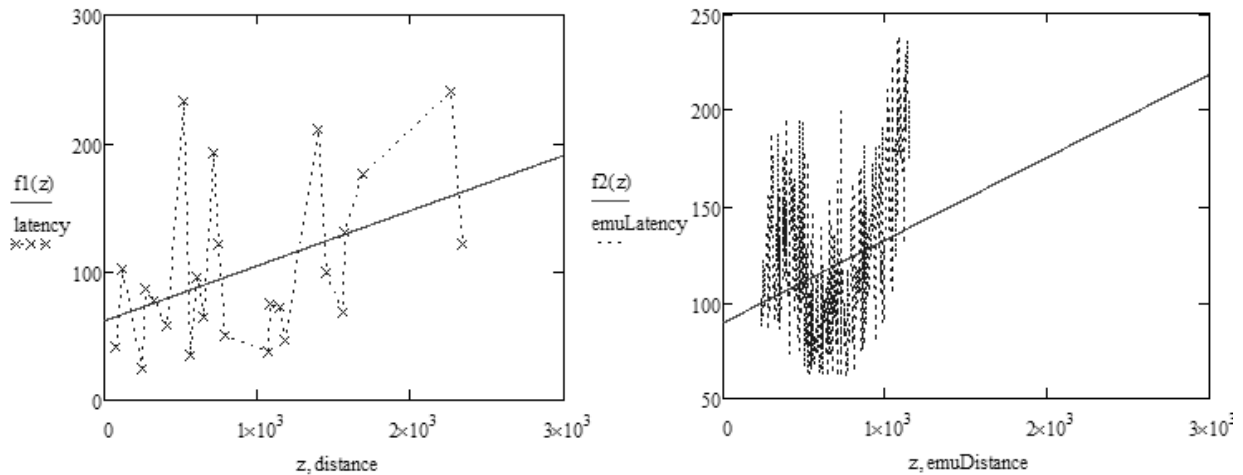 300
200
100
0
f1(z)
latency
0
1×10³
2×10³
3×10³
z, distance
250
200
150
100
50
f2(z)
emuLatency
0
1×10³
2×10³
3×10³
z, emuDistance